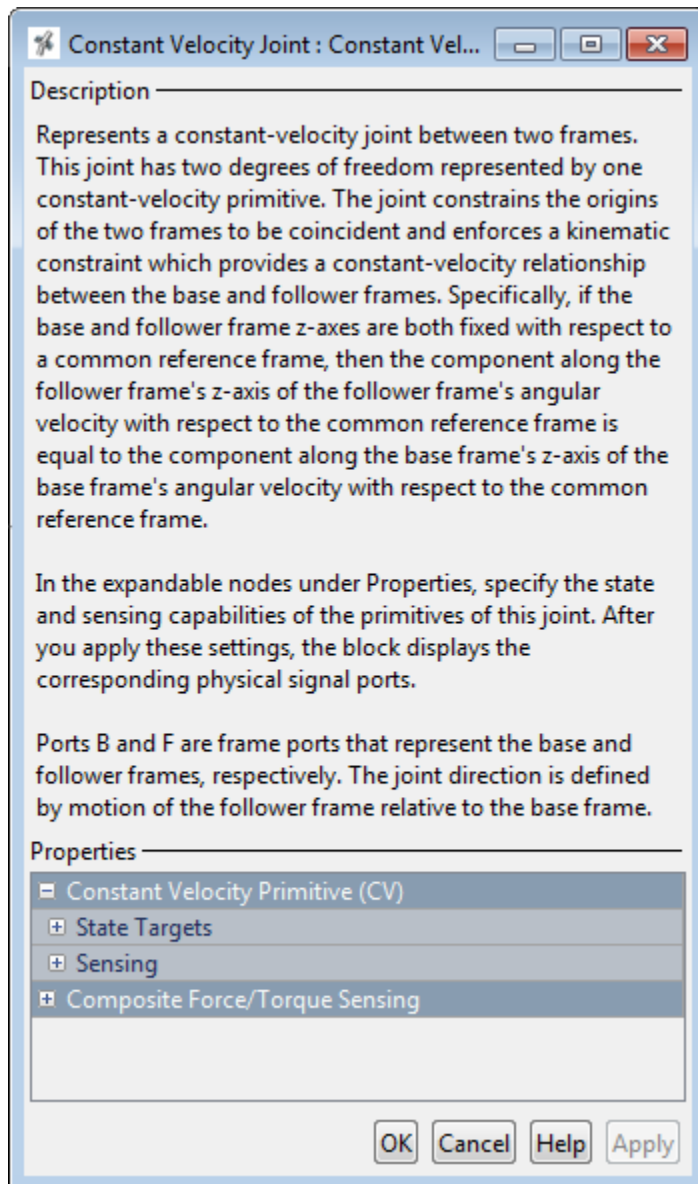 Constant Velocity Joint : Constant Vel...
Description
Represents a constant-velocity joint between two frames.
This joint has two degrees of freedom represented by one
constant-velocity primitive. The joint constrains the origins
of the two frames to be coincident and enforces a kinematic
constraint which provides a constant-velocity relationship
between the base and follower frames. Specifically, if the
base and follower frame z-axes are both fixed with respect to
a common reference frame, then the component along the
follower frame's z-axis of the follower frame's angular
velocity with respect to the common reference frame is
equal to the component along the base frame's z-axis of the
base frame's angular velocity with respect to the common
reference frame.
In the expandable nodes under Properties, specify the state
and sensing capabilities of the primitives of this joint. After
you apply these settings, the block displays the
corresponding physical signal ports.
Ports B and F are frame ports that represent the base and
follower frames, respectively. The joint direction is defined
by motion of the follower frame relative to the base frame.
Properties
Constant Velocity Primitive (CV)
State Targets
Sensing
Composite Force/Torque Sensing
OK Cancel Help Apply